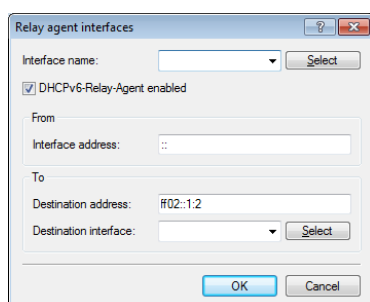 Relay agent interfaces
Interface name:
Select
DHCPv6-Relay-Agent enabled
From
Interface address: ::
To
Destination address: ff02::1:2
Destination interface:
Select
OK Cancel